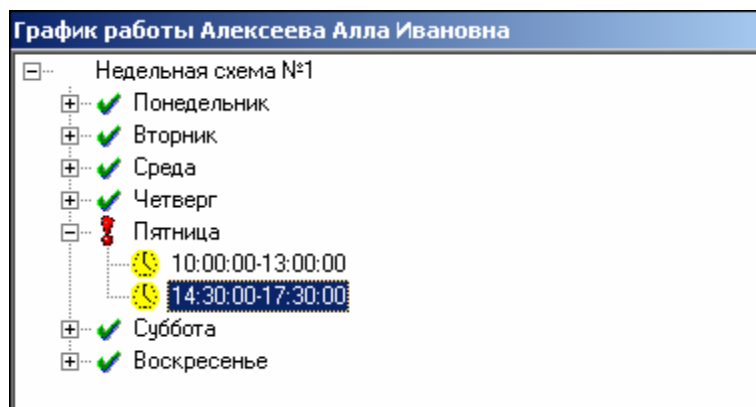 График работы Алексеева Алла Ивановна
Недельная схема №1
Понедельник
Вторник
Среда
Четверг
Пятница
10:00:00-13:00:00
14:30:00-17:30:00
Суббота
Воскресенье